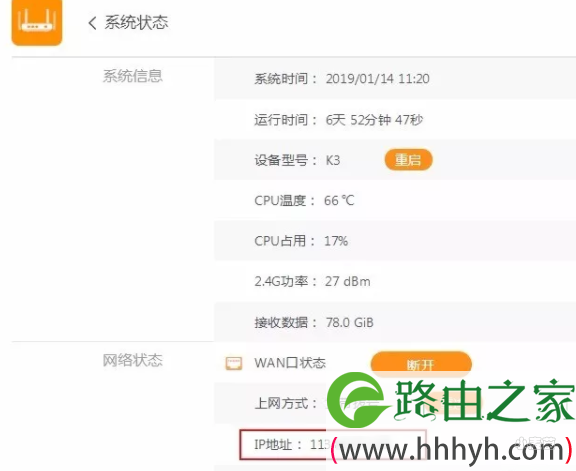 系统状态
系统信息
系统时间： 2019/01/14 11:20
运行时间： 6天 52分钟 47秒
设备型号： K3 重启
CPU温度： 66 ℃
CPU占用： 17%
2.4G功率： 27 dBm
接收数据： 78.0 GiB
网络状态
WAN口状态 断开
上网方式：
路由之家
IP地址： 113
(www.hhhyh.com)